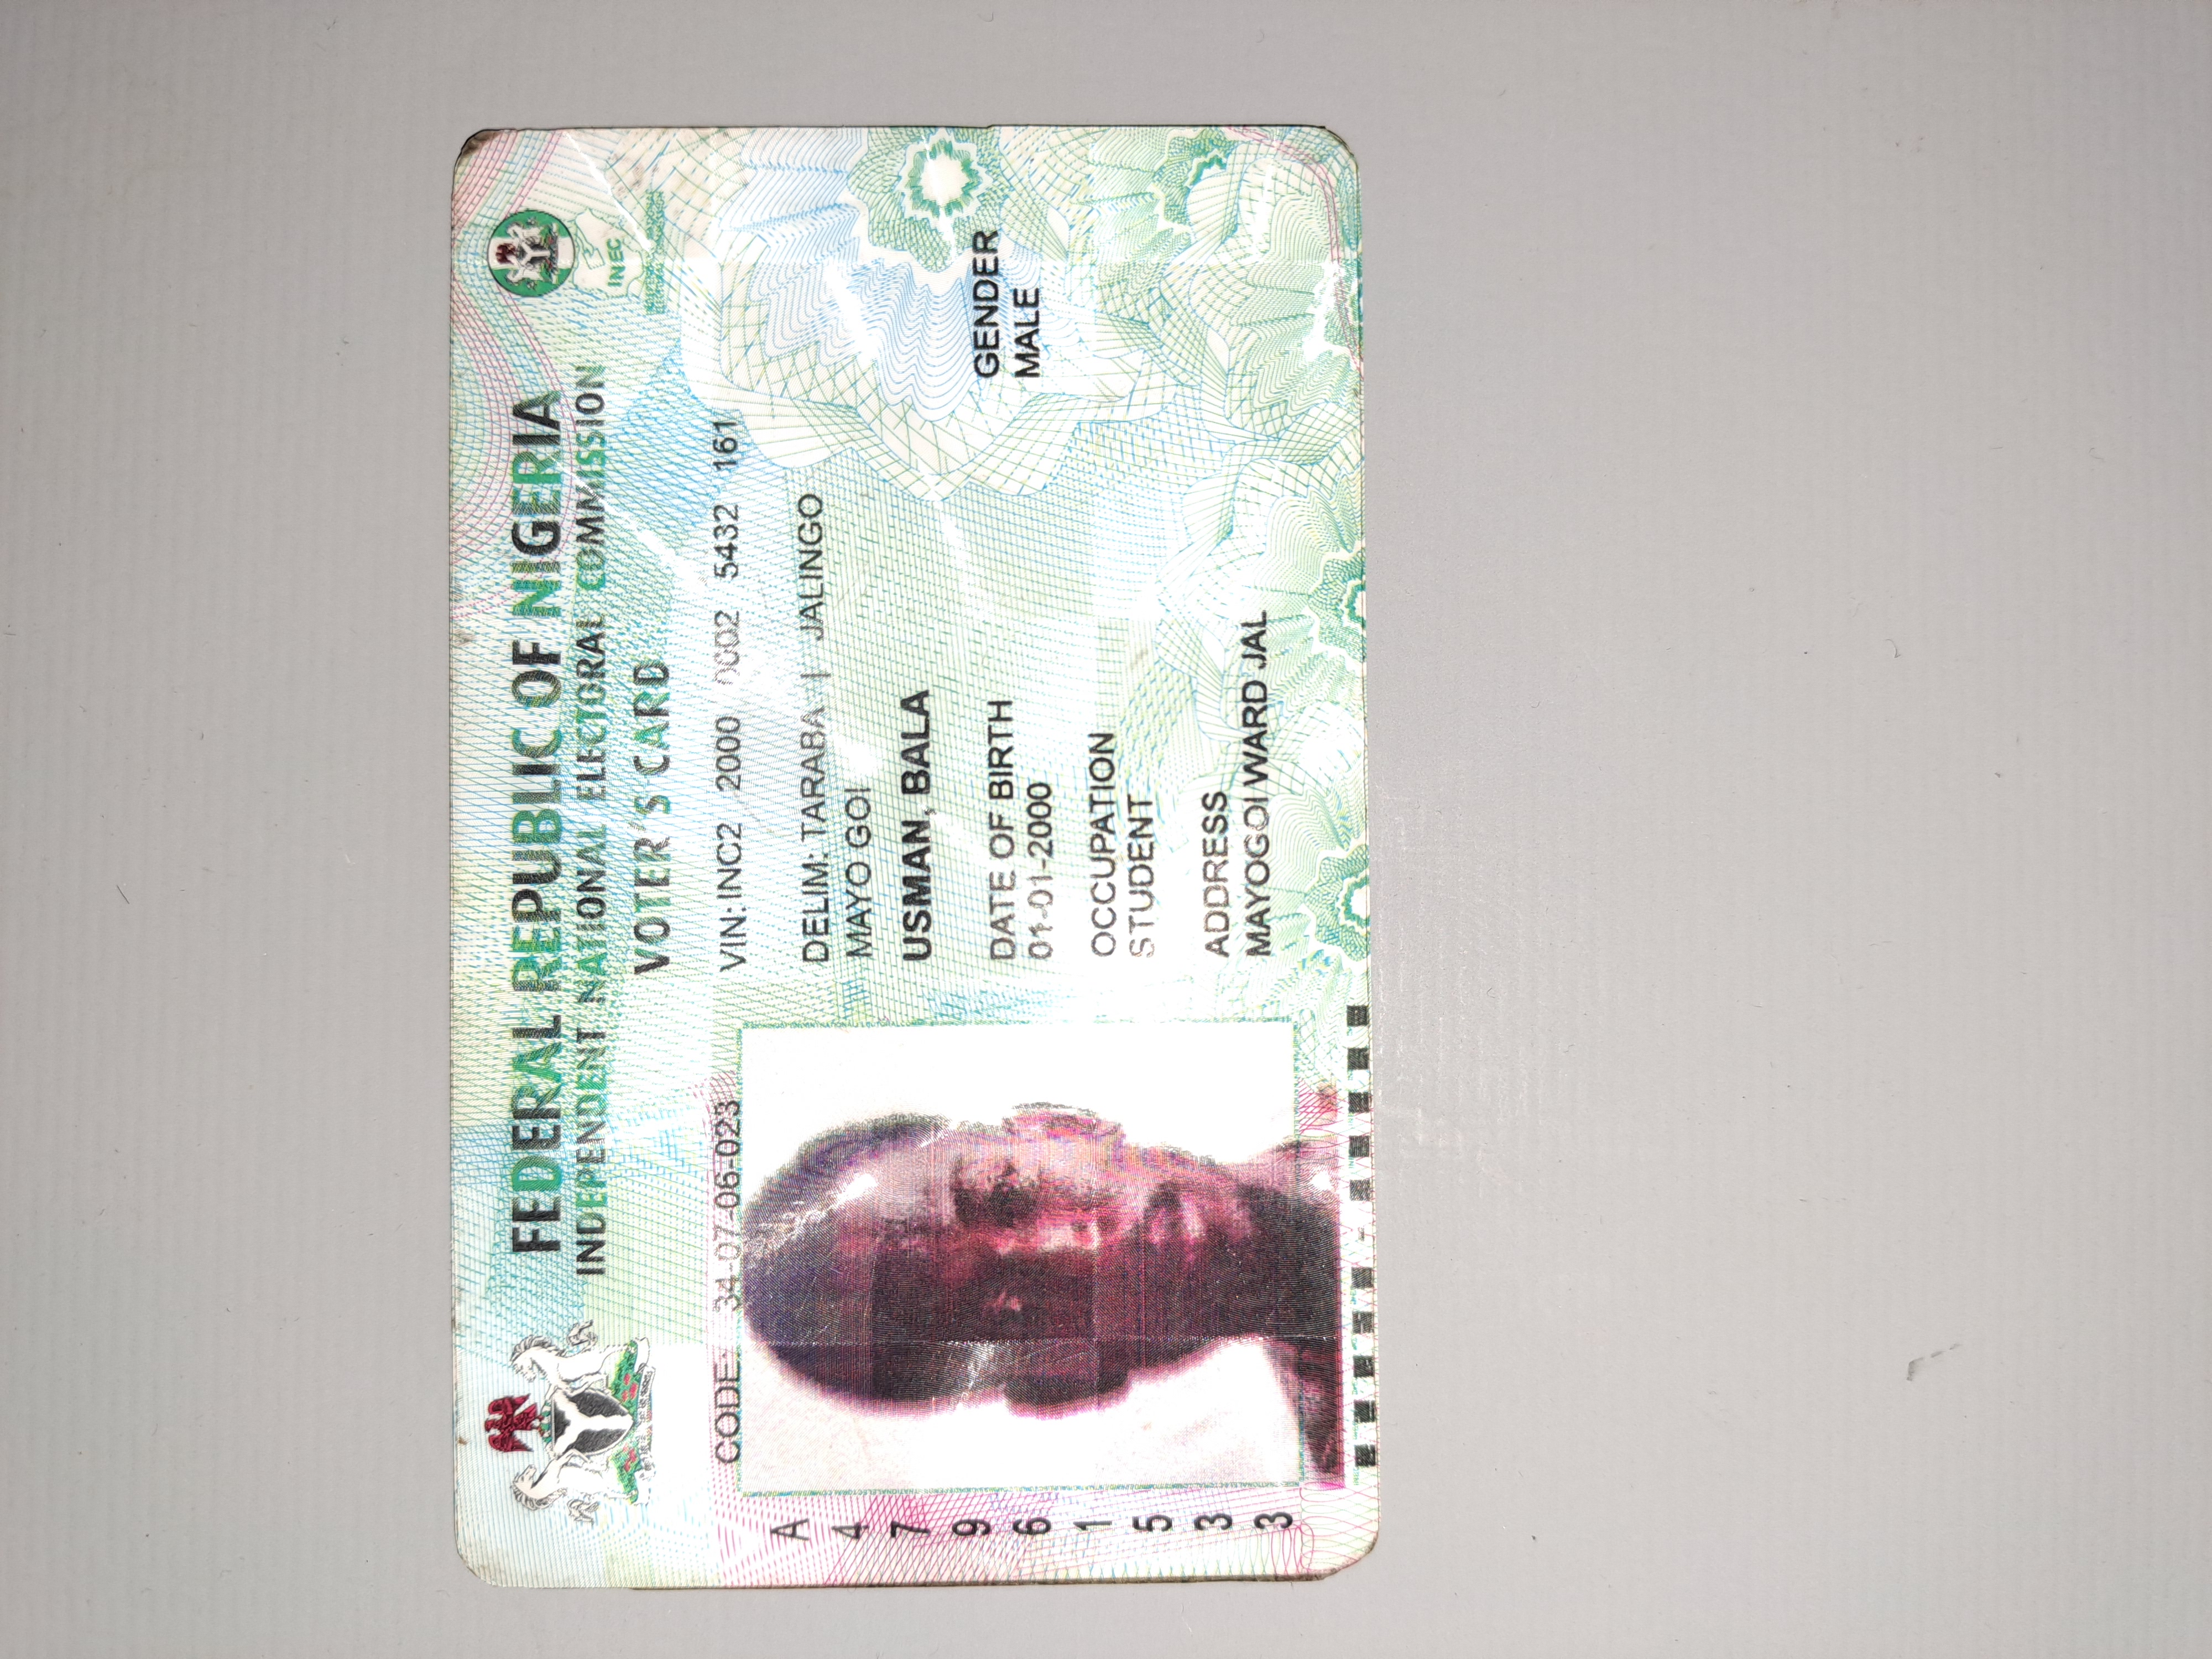 FEDERAL REPUBLIC OF NIGERIA
INDEPENDENT NATIONAL ELECTORAL COMMISSION
VOTER'S CARD
INEC
CODE: 34-07-06-023
VIN: INC2 2000 0002 5432 161
DELIM: TARABA | JALINGO
MAYO GOI
USMAN, BALA
DATE OF BIRTH
01-01-2000
GENDER
MALE
OCCUPATION
STUDENT
ADDRESS
MAYOGOI WARD JAL
A
4
7
9
6
1
5
3
3